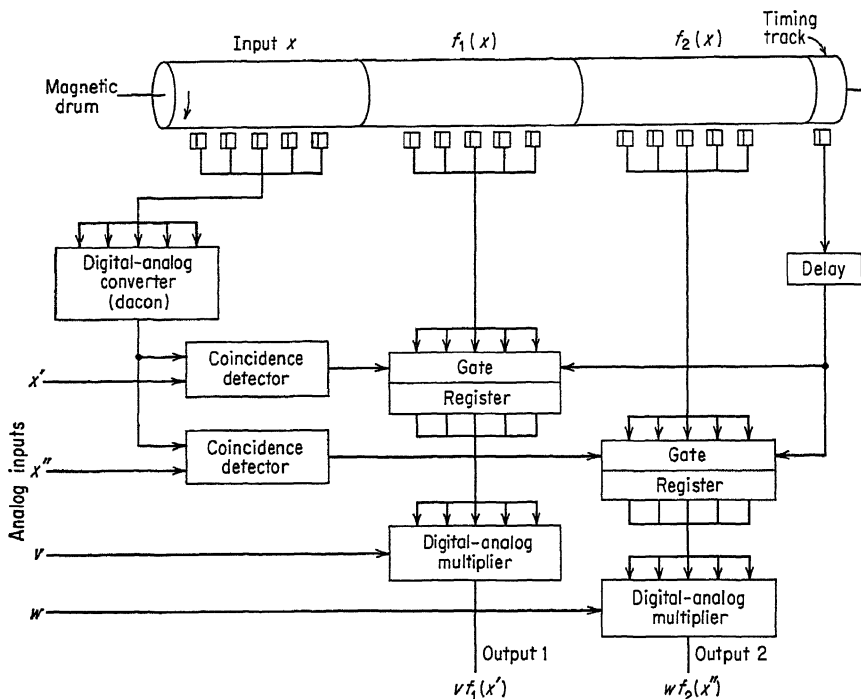 Timing
track
Input x
f₁(x)
f₂(x)
Magnetic
drum
Digital-analog
converter
(dacon)
Delay
Coincidence
detector
Gate
Register
x′
Coincidence
detector
Gate
Register
x″
Analog inputs
v
Digital-analog
multiplier
w
Digital-analog
multiplier
Output 1
Output 2
vf₁(x′)
wf₂(x″)